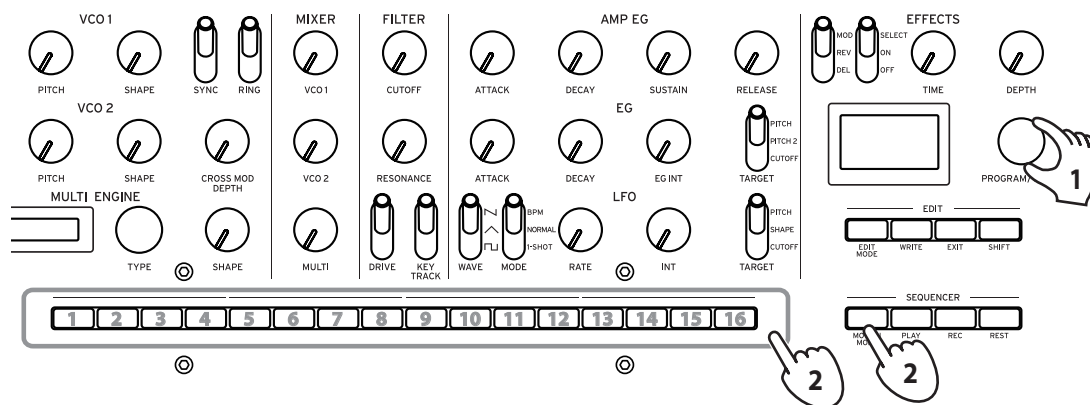 VCO 1 MIXER FILTER AMP EG EFFECTS
MOD SELECT
REV ON
DEL OFF
PITCH SHAPE SYNC RING VCO 1 CUTOFF ATTACK DECAY SUSTAIN RELEASE TIME DEPTH
VCO 2 EG
PITCH
PITCH 2
CUTOFF
PITCH SHAPE CROSS MOD DEPTH VCO 2 RESONANCE ATTACK DECAY EG INT TARGET PROGRAM/
1
MULTI ENGINE LFO EDIT
BPM PITCH
NORMAL SHAPE
1-SHOT CUTOFF
EDIT MODE WRITE EXIT SHIFT
TYPE SHAPE MULTI DRIVE KEY TRACK WAVE MODE RATE INT TARGET
SEQUENCER
1 2 3 4 5 6 7 8 9 10 11 12 13 14 15 16
PLAY REC REST
2 2